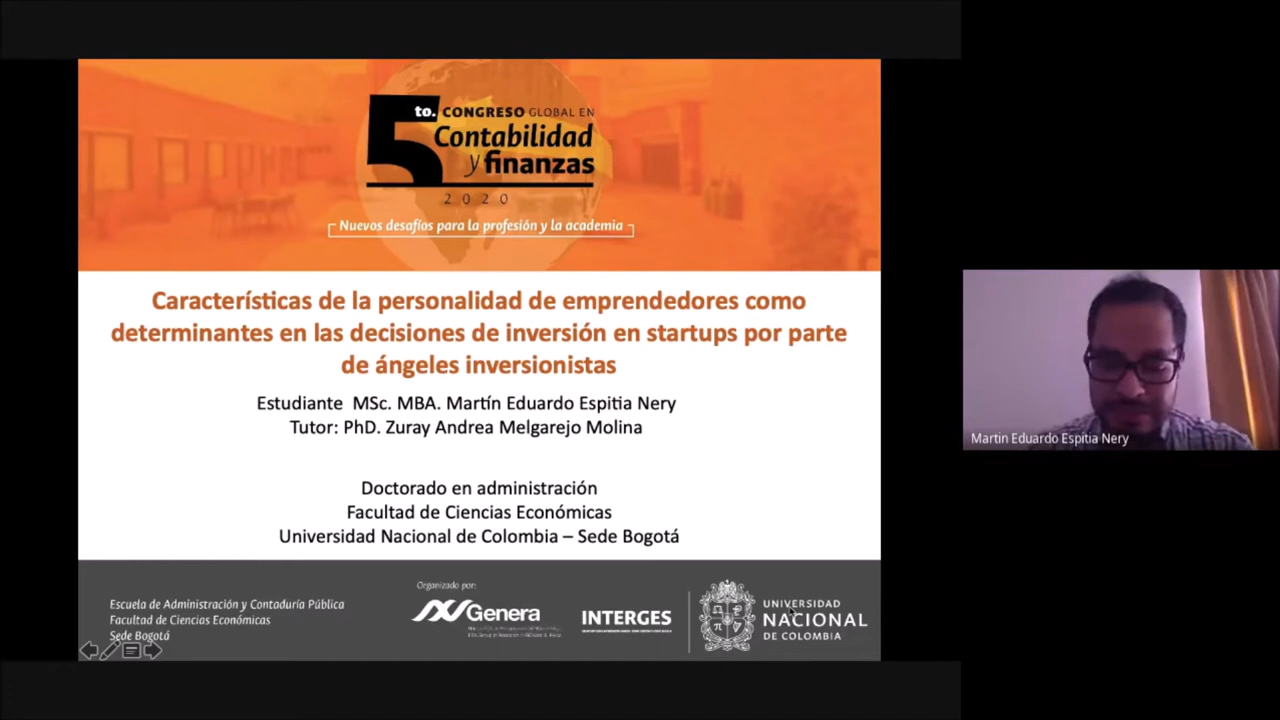 to. CONGRESO GLOBAL EN
5 Contabilidad
y finanzas
2020
Nuevos desafíos para la profesión y la academia
Características de la personalidad de emprendedores como
determinantes en las decisiones de inversión en startups por parte
de ángeles inversionistas
Estudiante MSc. MBA. Martín Eduardo Espitia Nery
Tutor: PhD. Zuray Andrea Melgarejo Molina
Doctorado en administración
Facultad de Ciencias Económicas
Universidad Nacional de Colombia – Sede Bogotá
Escuela de Administración y Contaduría Pública
Facultad de Ciencias Económicas
Sede Bogotá
Organizado por:
Genera
INTERGES
UNIVERSIDAD
NACIONAL
DE COLOMBIA
Martin Eduardo Espitia Nery